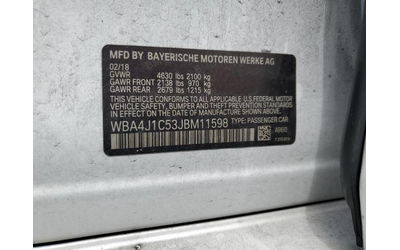 MFD BY BAYERISCHE MOTOREN WERKE AG
02/18
GVWR 4630 lbs 2100 kg
GAWR FRONT 2138 lbs 970 kg
GAWR REAR 2679 lbs 1215 kg
THIS VEHICLE CONFORMS TO ALL APPLICABLE U.S. FEDERAL MOTOR
VEHICLE SAFETY, BUMPER AND THEFT PREVENTION STANDARDS
IN EFFECT ON THE DATE OF MANUFACTURE SHOWN ABOVE.
WBA4J1C53JBM11598 TYPE: PASSENGER CAR